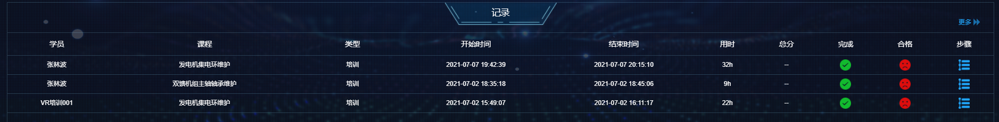 记录
更多
学员 课程 类型 开始时间 结束时间 用时 总分 完成 合格 步骤
张林波 发电机集电环维护 培训 2021-07-07 19:42:39 2021-07-07 20:15:10 32h --
张林波 双馈机组主轴轴承维护 培训 2021-07-02 18:35:18 2021-07-02 18:45:06 9h --
VR培训001 发电机集电环维护 培训 2021-07-02 15:49:07 2021-07-02 16:11:17 22h --